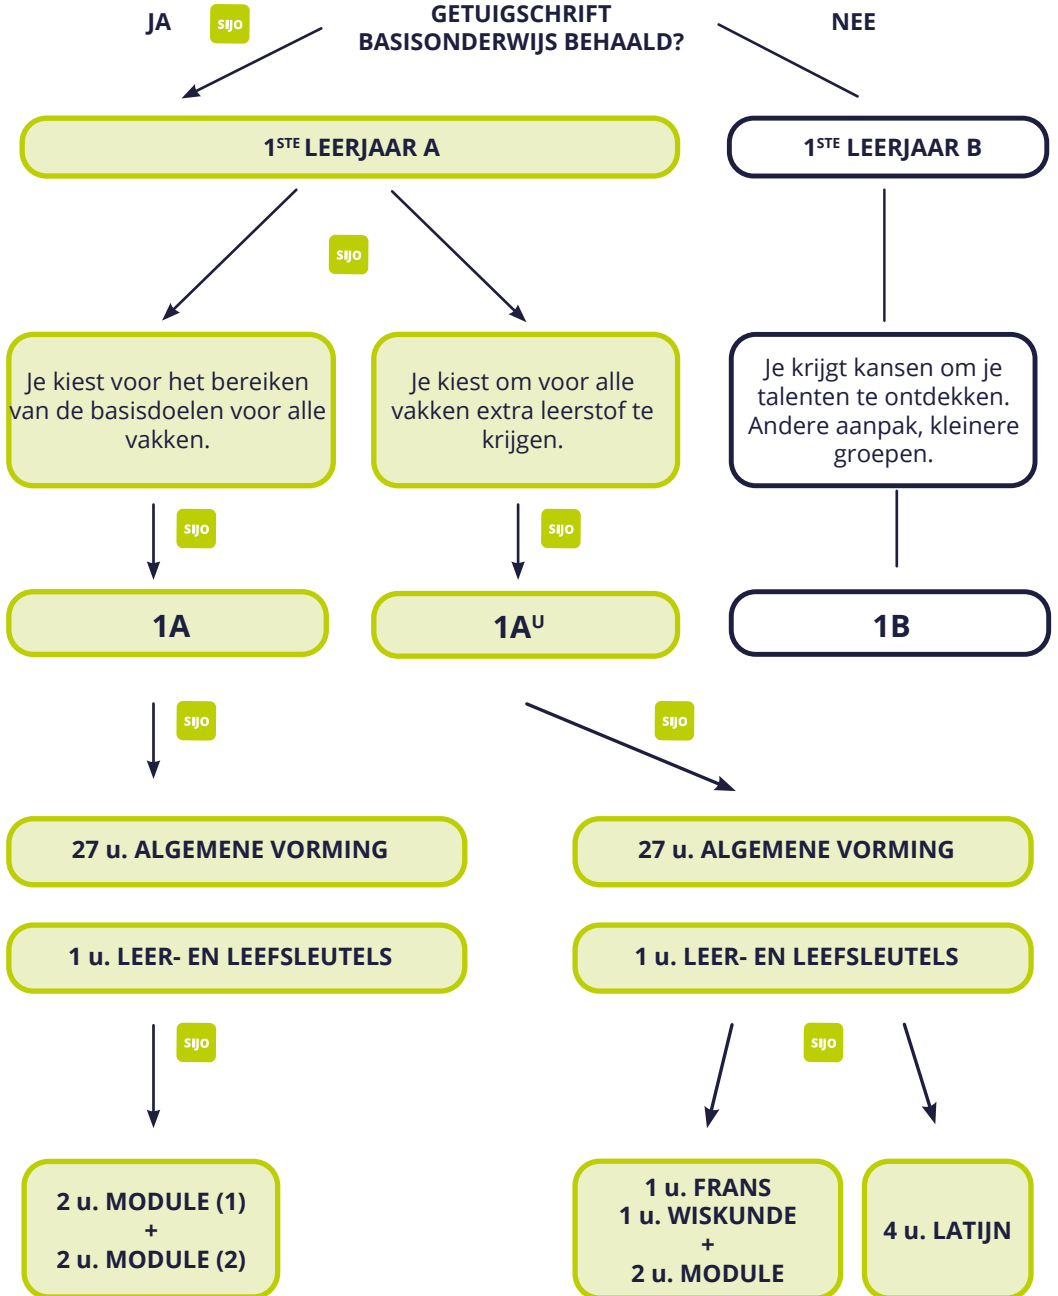 JA
SIJO
GETUIGSCHRIFT
BASISONDERWIJS BEHAALD?
NEE
1STE LEERJAAR A
1STE LEERJAAR B
SIJO
Je kiest voor het bereiken
van de basisdoelen voor alle
vakken.
Je kiest om voor alle
vakken extra leerstof te
krijgen.
Je krijgt kansen om je
talenten te ontdekken.
Andere aanpak, kleinere
groepen.
SIJO
SIJO
1A
1AU
1B
SIJO
SIJO
27 u. ALGEMENE VORMING
27 u. ALGEMENE VORMING
1 u. LEER- EN LEEFSLEUTELS
1 u. LEER- EN LEEFSLEUTELS
SIJO
SIJO
2 u. MODULE (1)
+
2 u. MODULE (2)
1 u. FRANS
1 u. WISKUNDE
+
2 u. MODULE
4 u. LATIJN